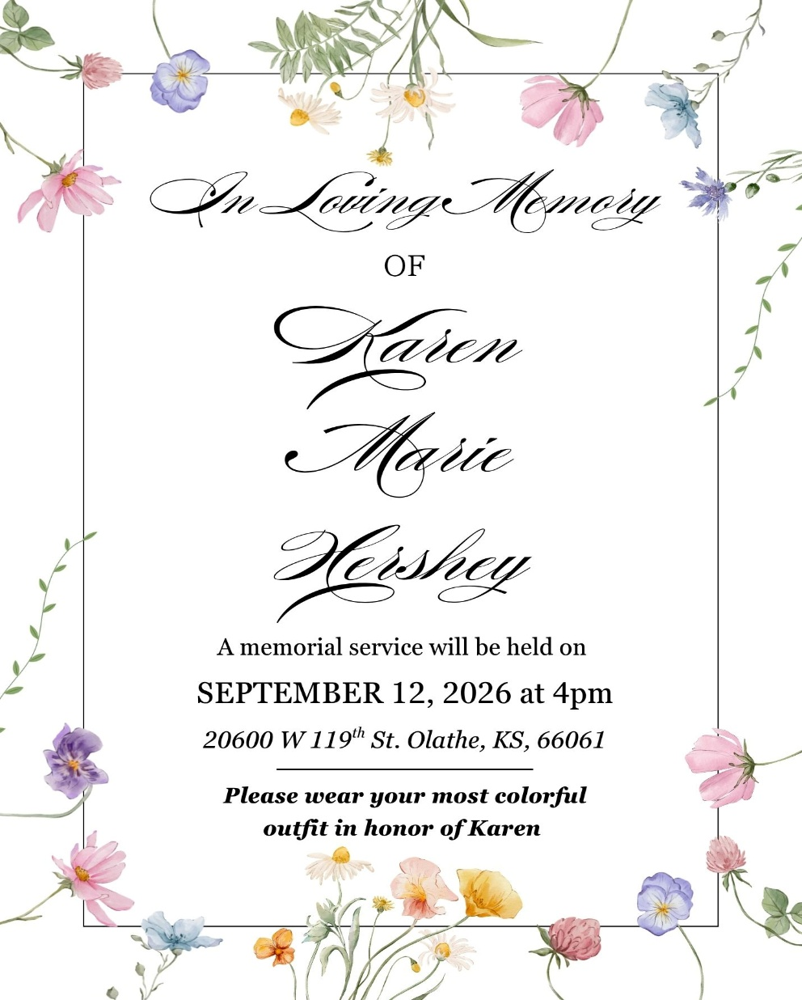 In Loving Memory
OF
Karen
Marie
Hershey
A memorial service will be held on
SEPTEMBER 12, 2026 at 4pm
20600 W 119th St. Olathe, KS, 66061
Please wear your most colorful
outfit in honor of Karen